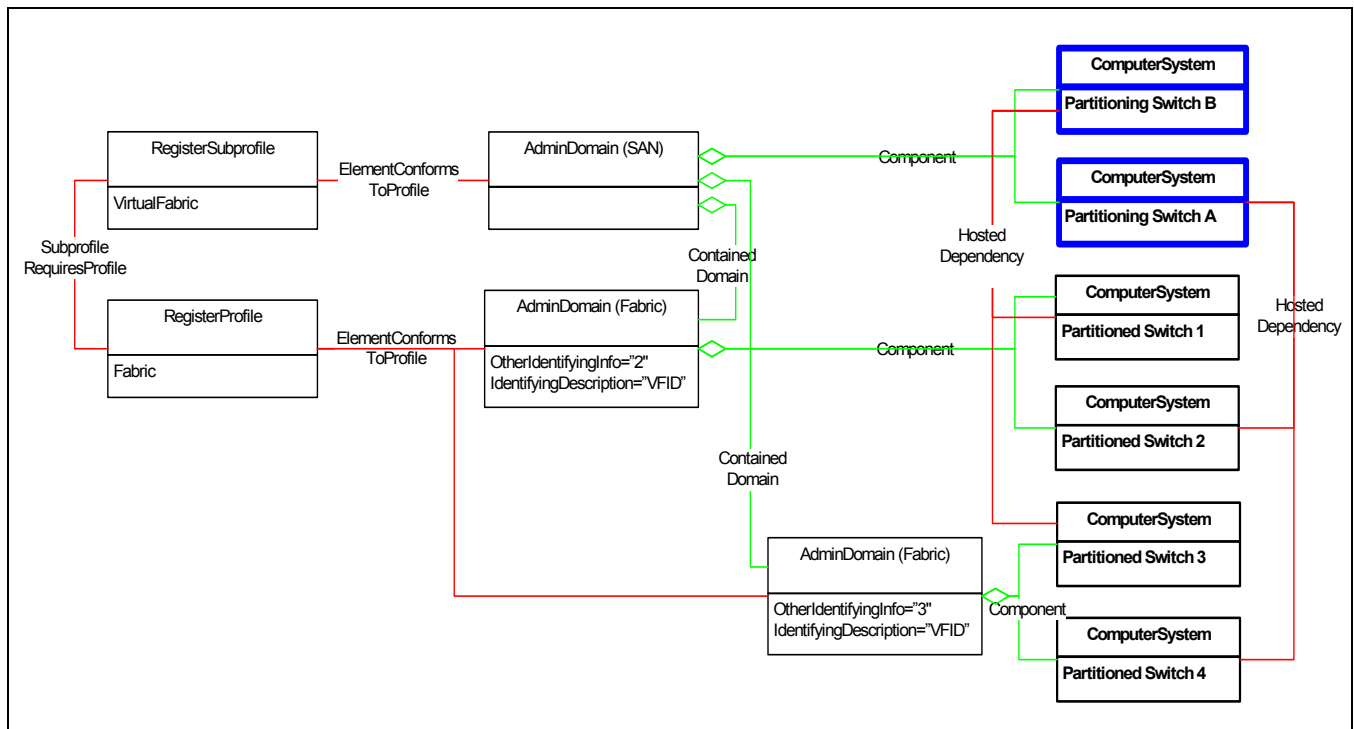 ComputerSystem
Partitioning Switch B
RegisterSubprofile
VirtualFabric
ElementConforms
ToProfile
AdminDomain (SAN)
Component
ComputerSystem
Partitioning Switch A
Subprofile
RequiresProfile
Contained
Domain
Hosted
Dependency
RegisterProfile
Fabric
ElementConforms
ToProfile
AdminDomain (Fabric)
OtherIdentifyingInfo=”2"
IdentifyingDescription=”VFID”
Component
ComputerSystem
Partitioned Switch 1
Hosted
Dependency
ComputerSystem
Partitioned Switch 2
Contained
Domain
ComputerSystem
Partitioned Switch 3
AdminDomain (Fabric)
OtherIdentifyingInfo=”3"
IdentifyingDescription=”VFID”
Component
ComputerSystem
Partitioned Switch 4